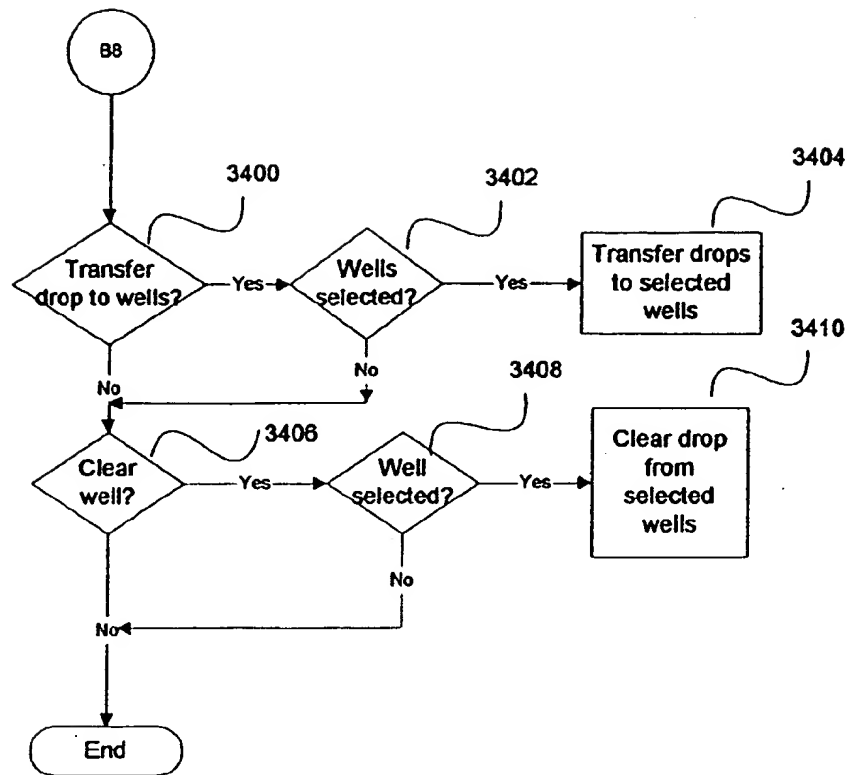 B8
3400
3402
3404
Transfer
drop to wells?
Yes
Wells
selected?
Yes
Transfer drops
to selected
wells
No
No
3406
3408
3410
Clear
well?
Yes
Well
selected?
Yes
Clear drop
from
selected
wells
No
No
End